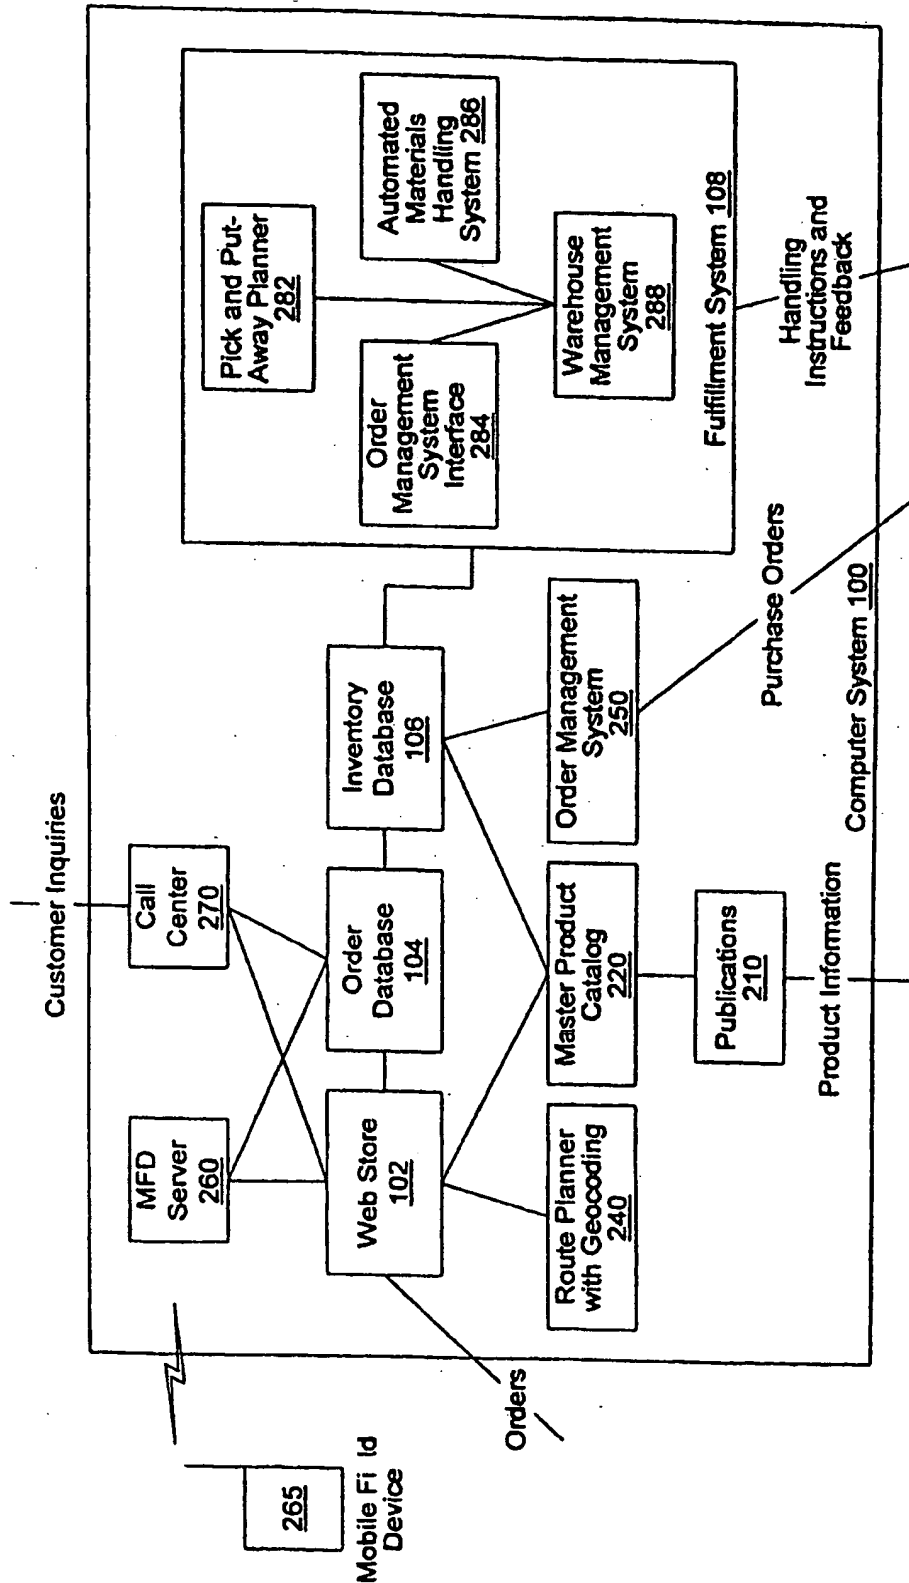 Customer Inquiries
MFD
Server
260
Call
Center
270
265
Mobile Fi ld
Device
Web Store
102
Order
Database
104
Inventory
Database
106
Pick and Put-
Away Planner
282
Order
Management
System
Interface
284
Automated
Materials
Handling
System 286
Warehouse
Management
System
288
Fulfillment System 108
Orders
Route Planner
with Geocoding
240
Master Product
Catalog
220
Order Management
System
250
Publications
210
Purchase Orders
Handling
Instructions and
Feedback
Product Information
Computer System 100